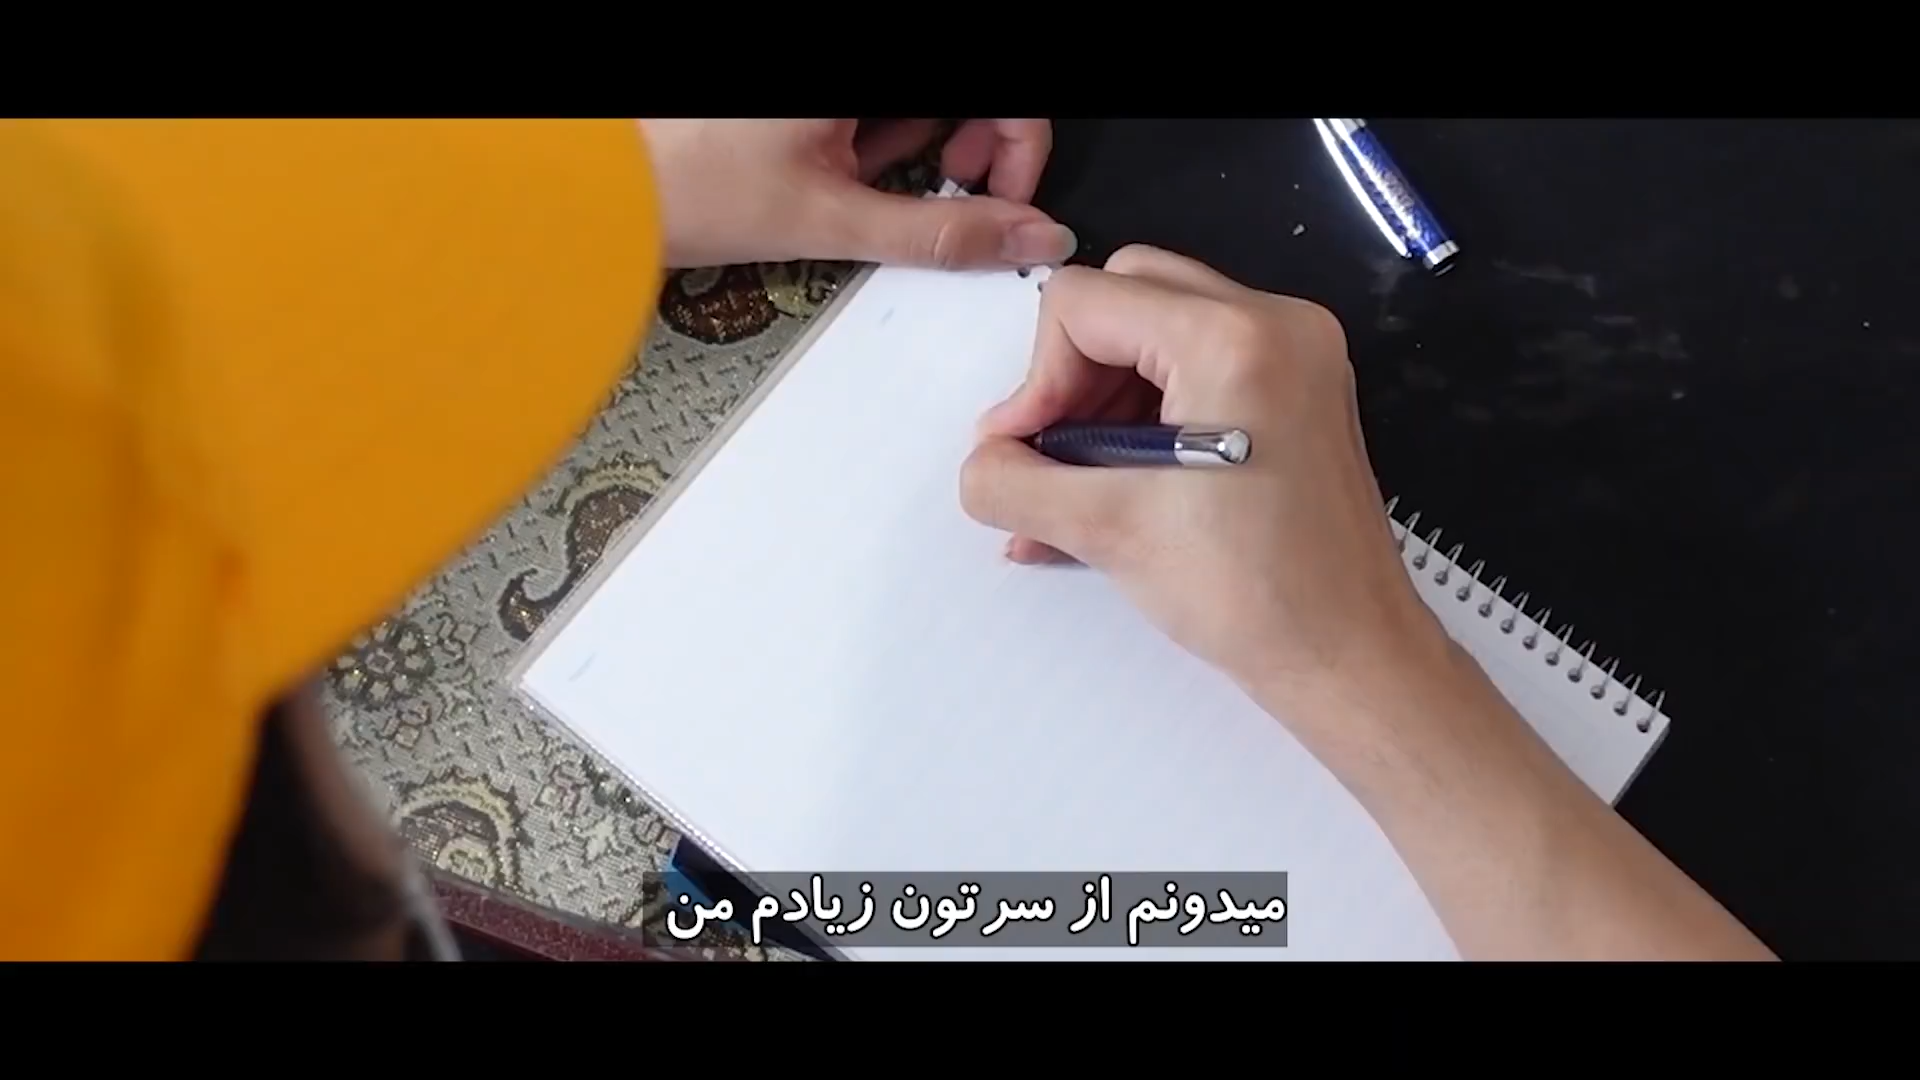 میدونم از سرتون زیادم من